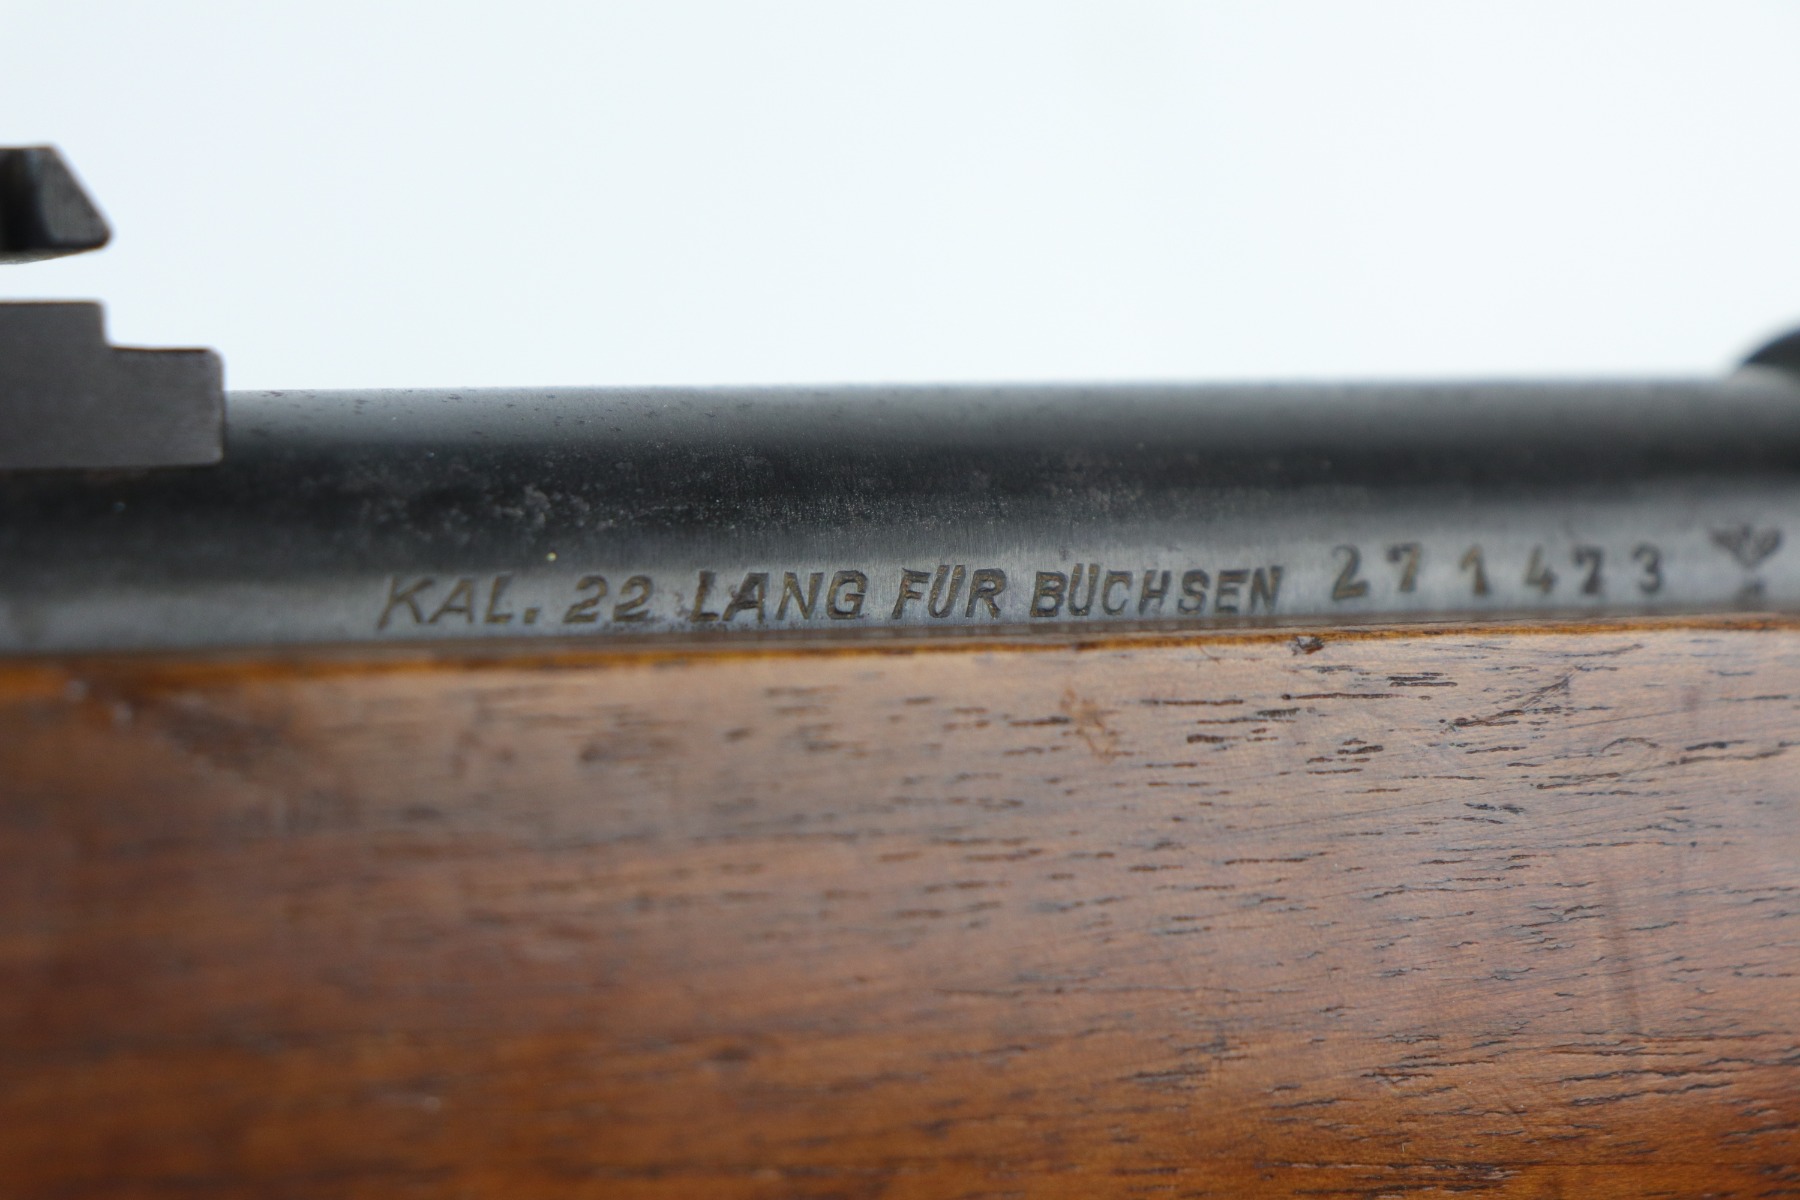 KAL. 22 LANG FÜR BÜCHSEN 271473